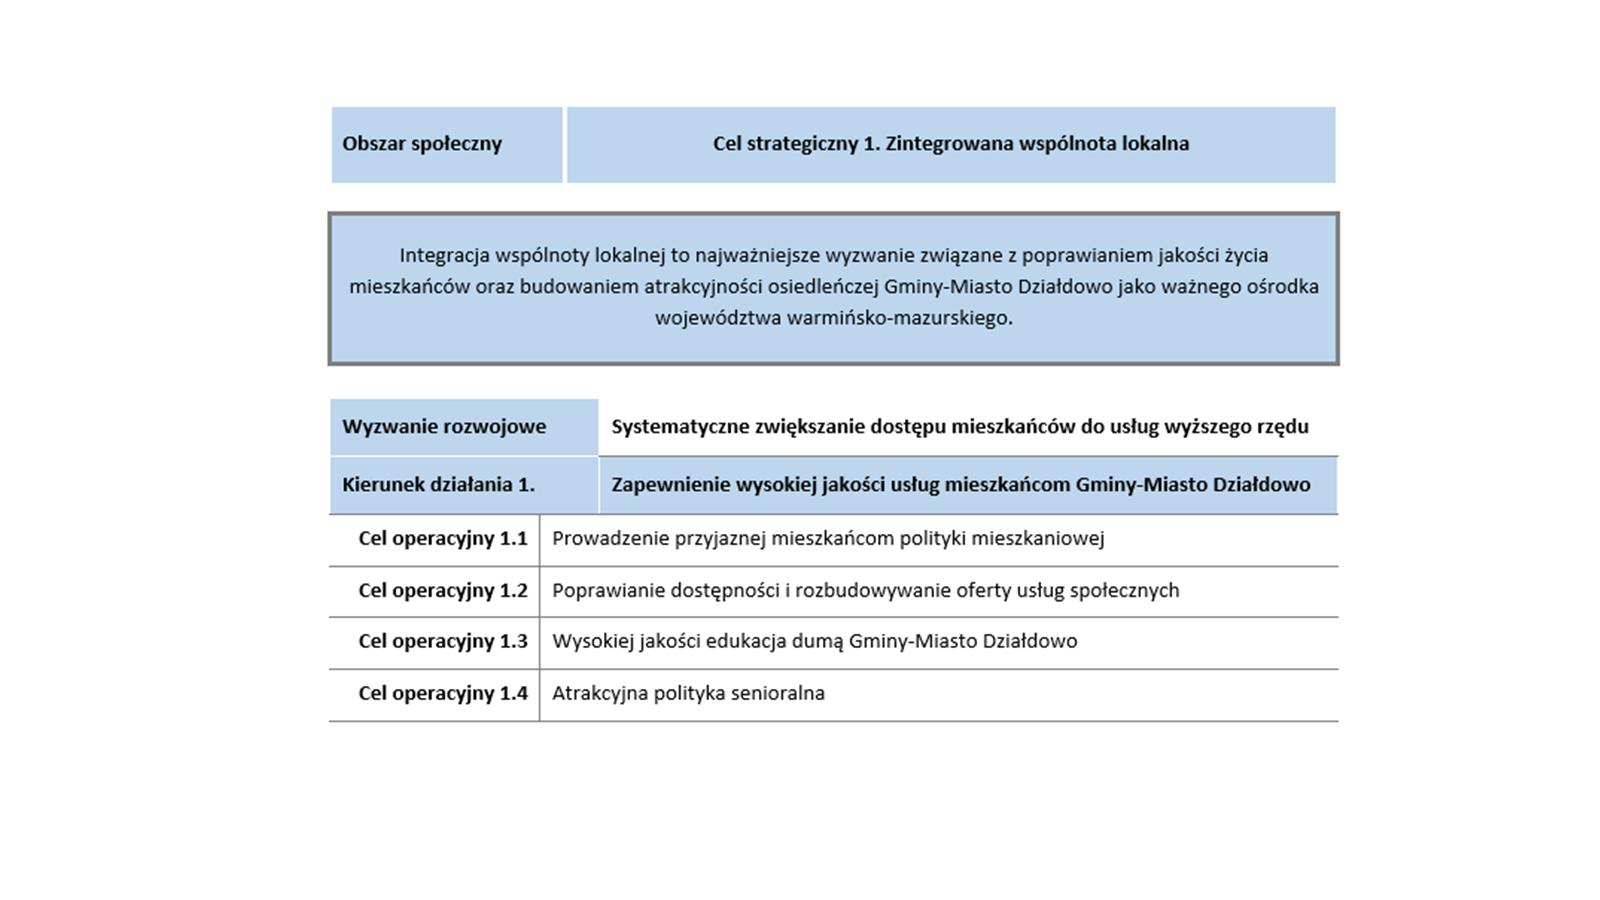 Obszar społeczny
Cel strategiczny 1. Zintegrowana wspólnota lokalna
Integracja wspólnoty lokalnej to najważniejsze wyzwanie związane z poprawianiem jakości życia
mieszkańców oraz budowaniem atrakcyjności osiedleńczej Gminy-Miasto Działdowo jako ważnego ośrodka
województwa warmińsko-mazurskiego.
Wyzwanie rozwojowe
Systematyczne zwiększanie dostępu mieszkańców do usług wyższego rzędu
Kierunek działania 1.
Zapewnienie wysokiej jakości usług mieszkańcom Gminy-Miasto Działdowo
Cel operacyjny 1.1
Prowadzenie przyjaznej mieszkańcom polityki mieszkaniowej
Cel operacyjny 1.2
Poprawianie dostępności i rozbudowywanie oferty usług społecznych
Cel operacyjny 1.3
Wysokiej jakości edukacja dumą Gminy-Miasto Działdowo
Cel operacyjny 1.4
Atrakcyjna polityka senioralna